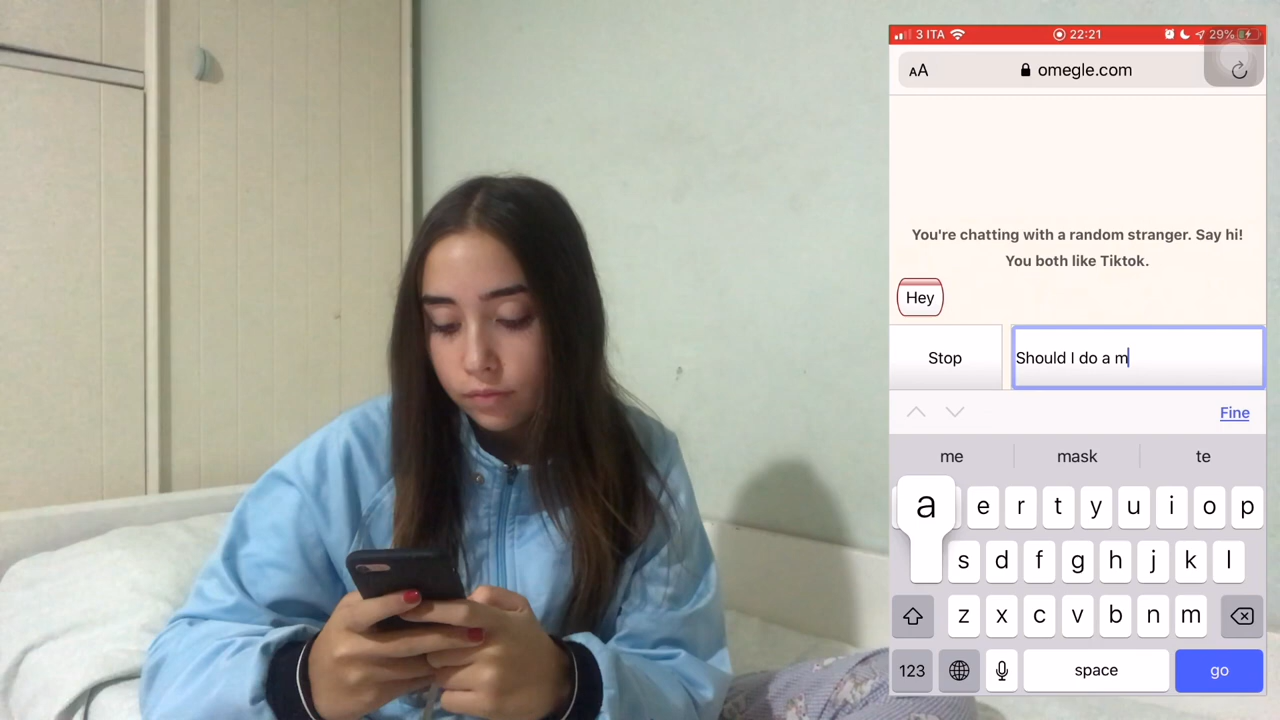 3 ITA 22:21 29%
AA omegle.com
You're chatting with a random stranger. Say hi!
You both like Tiktok.
Hey
Stop Should I do a m
Fine
me mask te
a e r t y u i o p
s d f g h j k l
z x c v b n m
123 space go